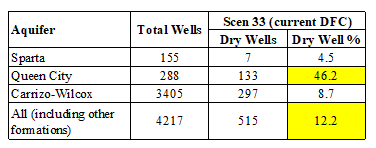 Aquifer Total Wells Scen 33 (current DFC)
Dry Wells Dry Well %
Sparta 155 7 4.5
Queen City 288 133 46.2
Carrizo-Wilcox 3405 297 8.7
All (including other
formations) 4217 515 12.2